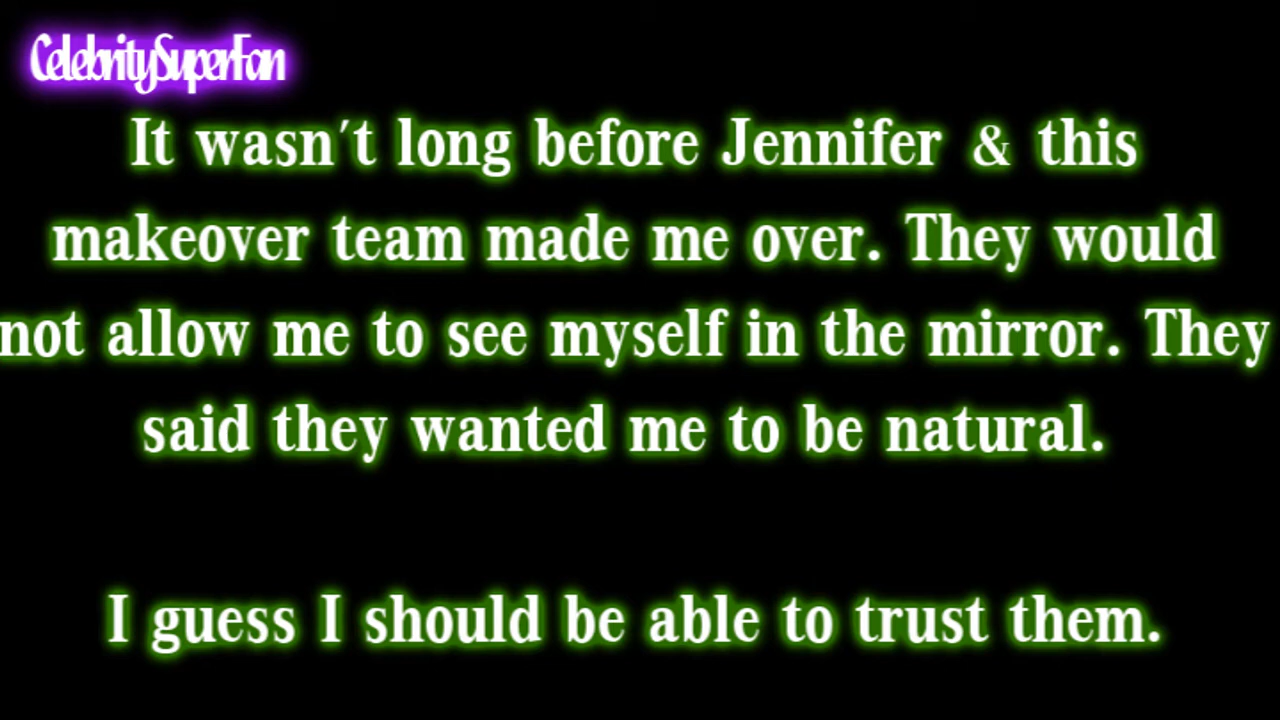 CelebritySuperFan
It wasn't long before Jennifer & this
makeover team made me over. They would
not allow me to see myself in the mirror. They
said they wanted me to be natural.
I guess I should be able to trust them.